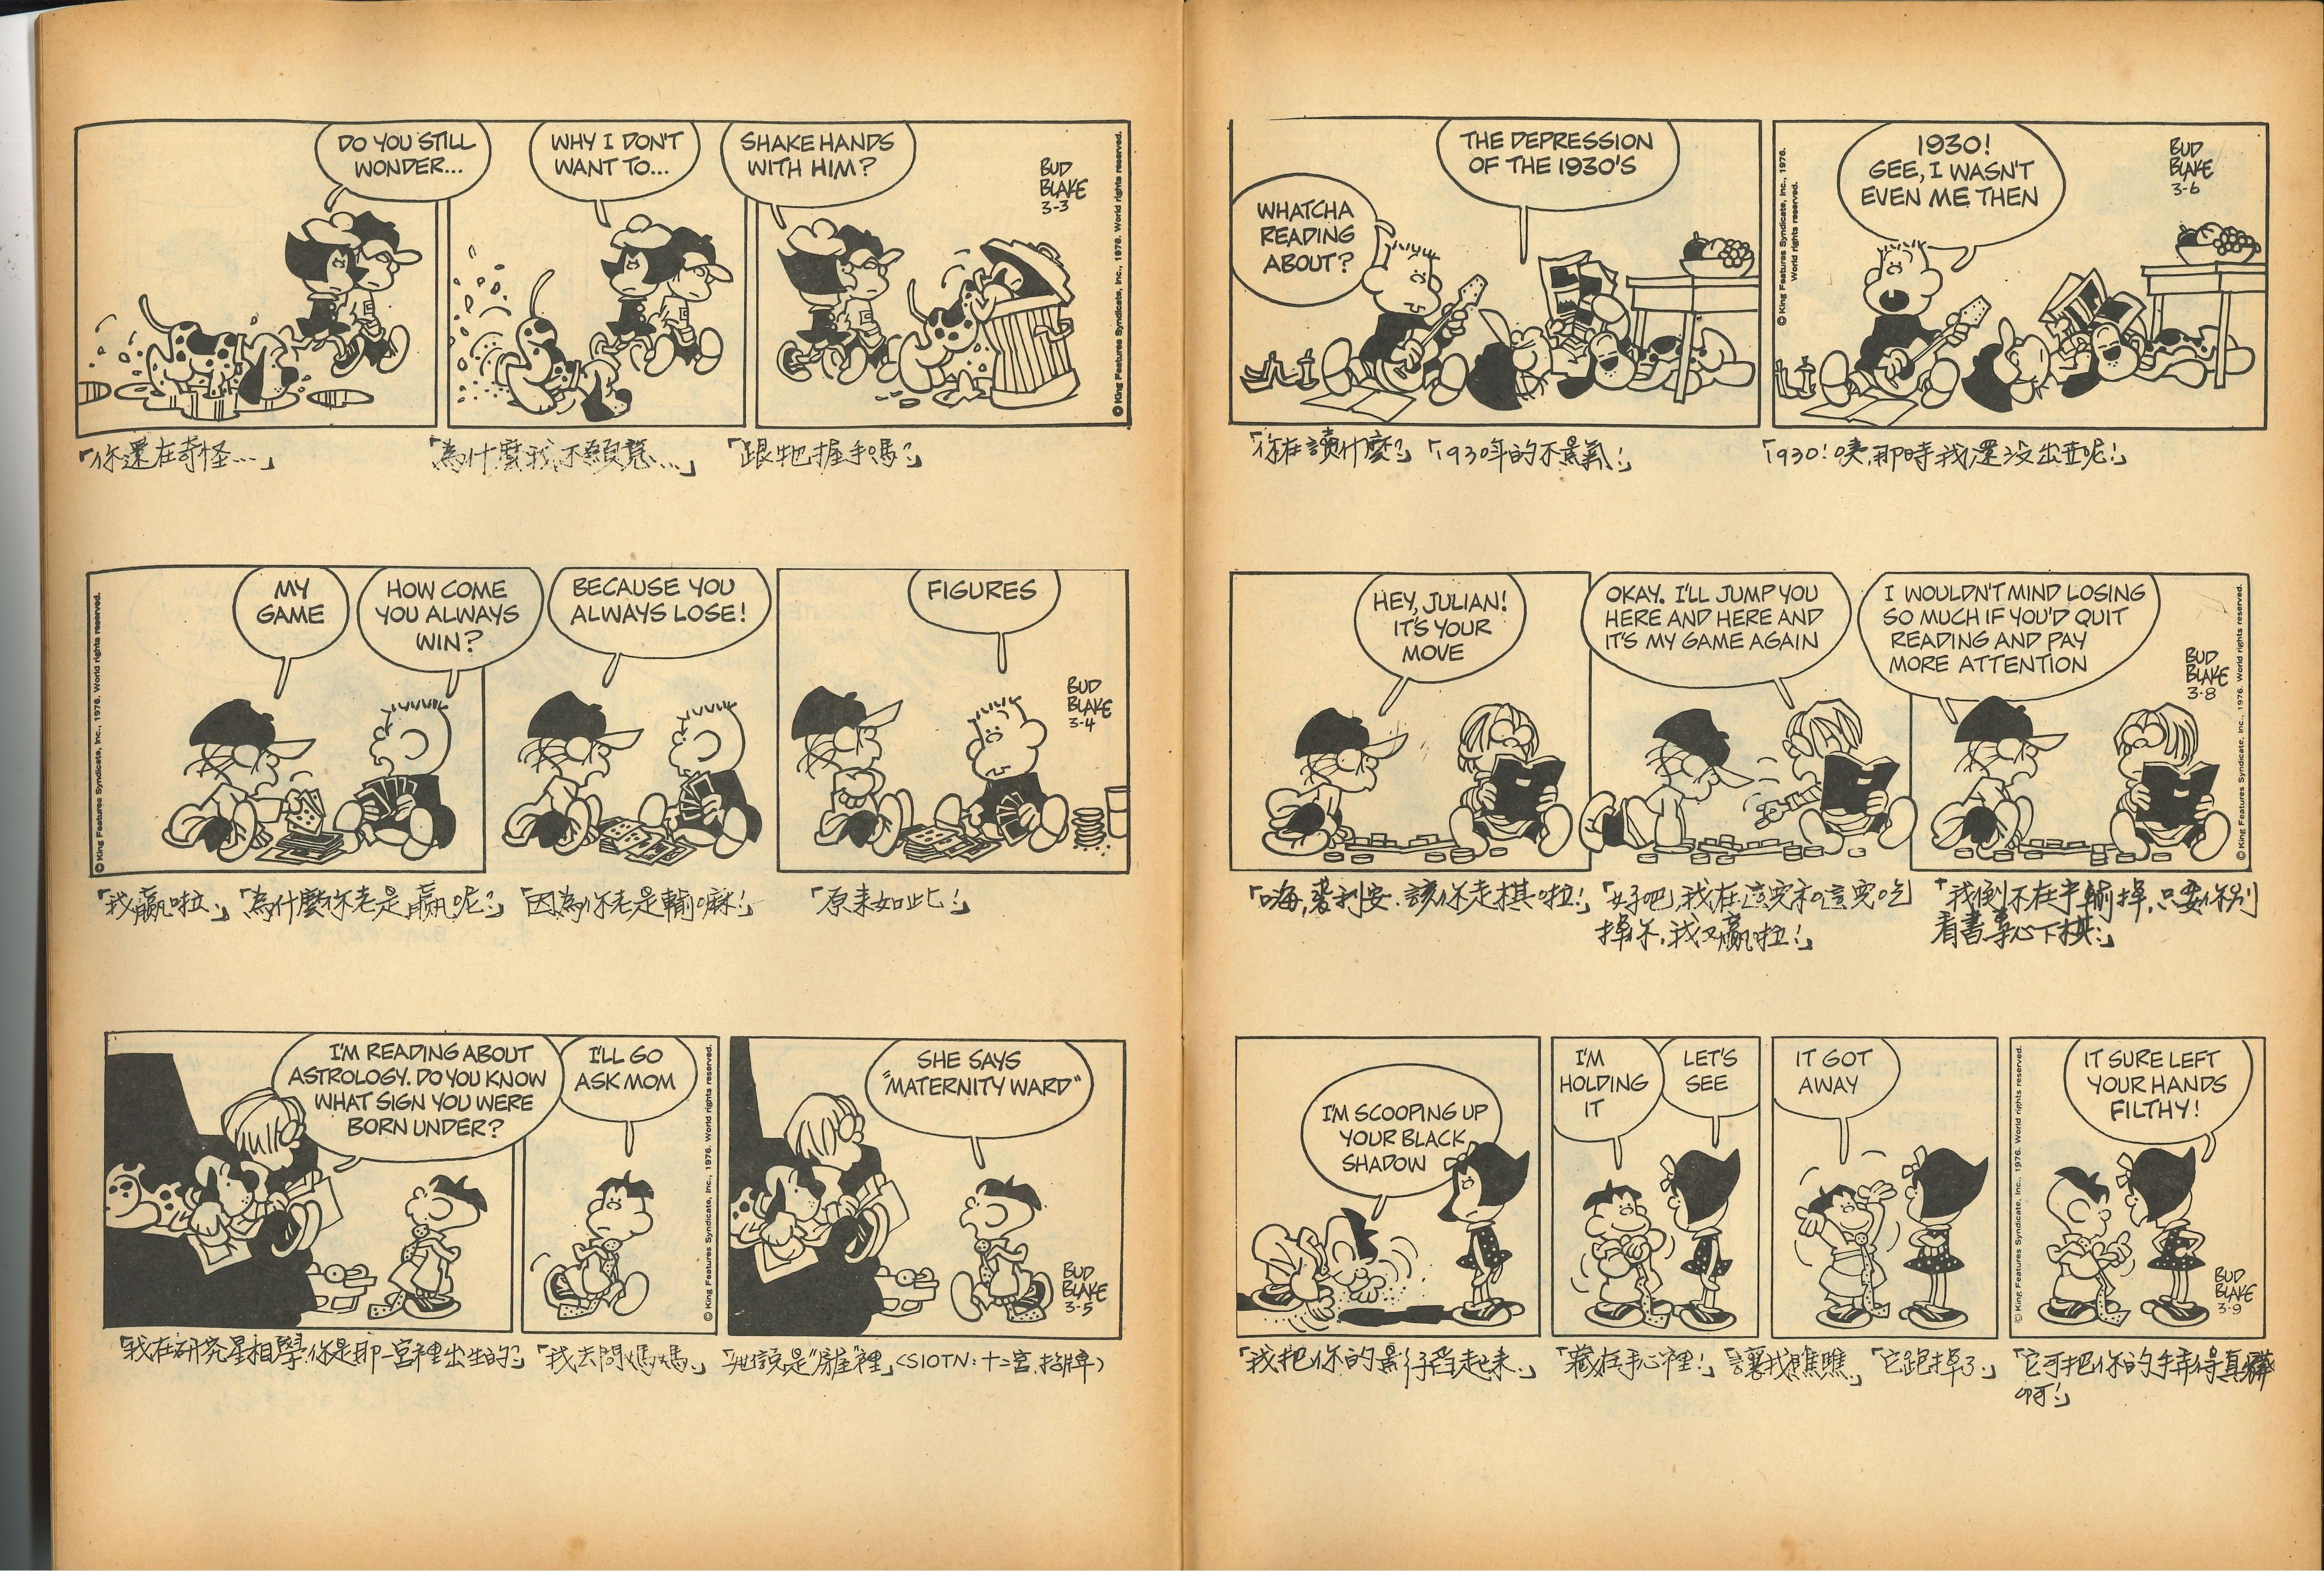 DO YOU STILL
WONDER...
WHY I DON'T
WANT TO...
SHAKE HANDS
WITH HIM?
BUD
BLAKE
3-3
© King Features Syndicate, Inc., 1976. World rights reserved.
「你還在奇怪…」
「為什麼我不願意…」
「跟牠握手嗎?」
MY
GAME
HOW COME
YOU ALWAYS
WIN?
BECAUSE YOU
ALWAYS LOSE!
FIGURES
BUD
BLAKE
3-4
© King Features Syndicate, Inc., 1976. World rights reserved.
「我贏啦.」
「為什麼你老是贏呢?」
「因為你老是輸嘛!」
「原來如此!」
I'M READING ABOUT
ASTROLOGY. DO YOU KNOW
WHAT SIGN YOU WERE
BORN UNDER?
I'LL GO
ASK MOM
© King Features Syndicate, Inc., 1976. World rights reserved.
SHE SAYS
"MATERNITY WARD"
BUD
BLAKE
3-5
「我在研究星相學.你是那一宮裡出生的?」
「我去問媽媽.」
「她說是"房"裡」(SIGTN:十二宮.招牌)
WHATCHA
READING
ABOUT?
THE DEPRESSION
OF THE 1930'S
© King Features Syndicate, Inc., 1976.
World rights reserved.
1930!
GEE, I WASN'T
EVEN ME THEN
BUD
BLAKE
3-6
「你在讀什麼?」
「1930年的不景氣!」
「1930!咦,那時我還沒出世呢!」
HEY, JULIAN!
IT'S YOUR
MOVE
OKAY. I'LL JUMP YOU
HERE AND HERE AND
IT'S MY GAME AGAIN
I WOULDN'T MIND LOSING
SO MUCH IF YOU'D QUIT
READING AND PAY
MORE ATTENTION
BUD
BLAKE
3-8
© King Features Syndicate, Inc., 1976. World rights reserved.
「嗨,裘利安.該你走棋啦!」
「好吧,我在這兒和這兒吃
掉你,我又贏啦!」
「我倒不在乎輸掉,只要你別
看書專心下棋.」
I'M SCOOPING UP
YOUR BLACK
SHADOW
I'M
HOLDING
IT
LET'S
SEE
IT GOT
AWAY
© King Features Syndicate, Inc., 1976. World rights reserved.
IT SURE LEFT
YOUR HANDS
FILTHY!
BUD
BLAKE
3-9
「我把你的影仔舀起來.」
「藏在手心裡!」
「讓我瞧瞧.」
「它跑掉了.」
「它可把你的手弄得真髒
啊!」